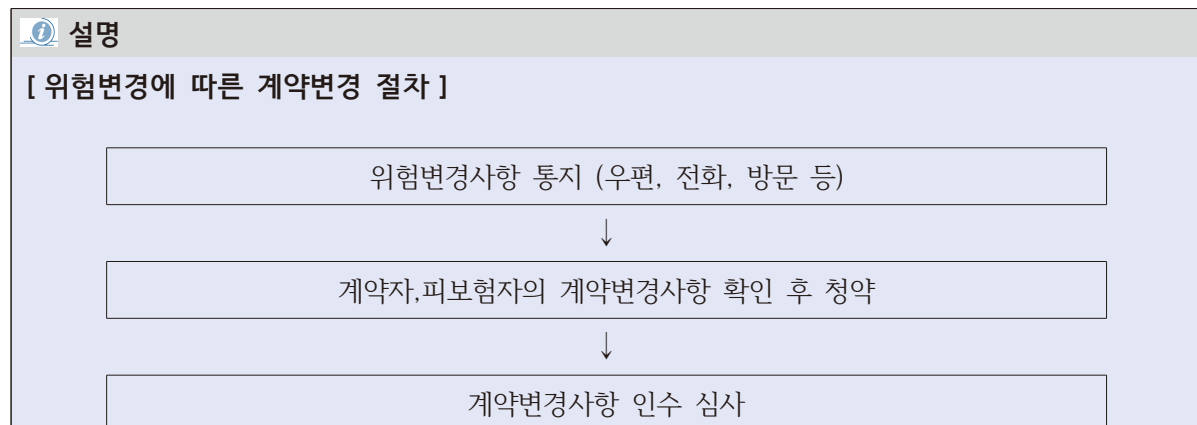 설명
[ 위험변경에 따른 계약변경 절차 ]
위험변경사항 통지 (우편, 전화, 방문 등)
↓
계약자,피보험자의 계약변경사항 확인 후 청약
↓
계약변경사항 인수 심사